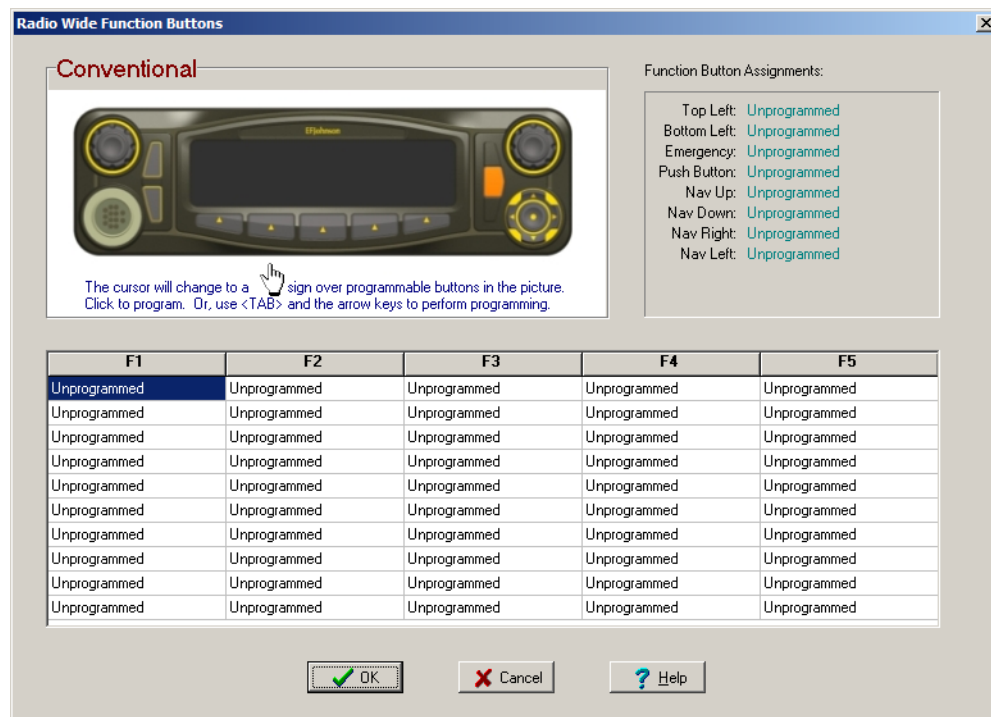 Radio Wide Function Buttons
Conventional
EFJohnson
The cursor will change to a sign over programmable buttons in the picture.
Click to program. Or, use <TAB> and the arrow keys to perform programming.
Function Button Assignments:
Top Left: Unprogrammed
Bottom Left: Unprogrammed
Emergency: Unprogrammed
Push Button: Unprogrammed
Nav Up: Unprogrammed
Nav Down: Unprogrammed
Nav Right: Unprogrammed
Nav Left: Unprogrammed
F1 F2 F3 F4 F5
Unprogrammed Unprogrammed Unprogrammed Unprogrammed Unprogrammed
Unprogrammed Unprogrammed Unprogrammed Unprogrammed Unprogrammed
Unprogrammed Unprogrammed Unprogrammed Unprogrammed Unprogrammed
Unprogrammed Unprogrammed Unprogrammed Unprogrammed Unprogrammed
Unprogrammed Unprogrammed Unprogrammed Unprogrammed Unprogrammed
Unprogrammed Unprogrammed Unprogrammed Unprogrammed Unprogrammed
Unprogrammed Unprogrammed Unprogrammed Unprogrammed Unprogrammed
Unprogrammed Unprogrammed Unprogrammed Unprogrammed Unprogrammed
Unprogrammed Unprogrammed Unprogrammed Unprogrammed Unprogrammed
Unprogrammed Unprogrammed Unprogrammed Unprogrammed Unprogrammed
OK Cancel Help